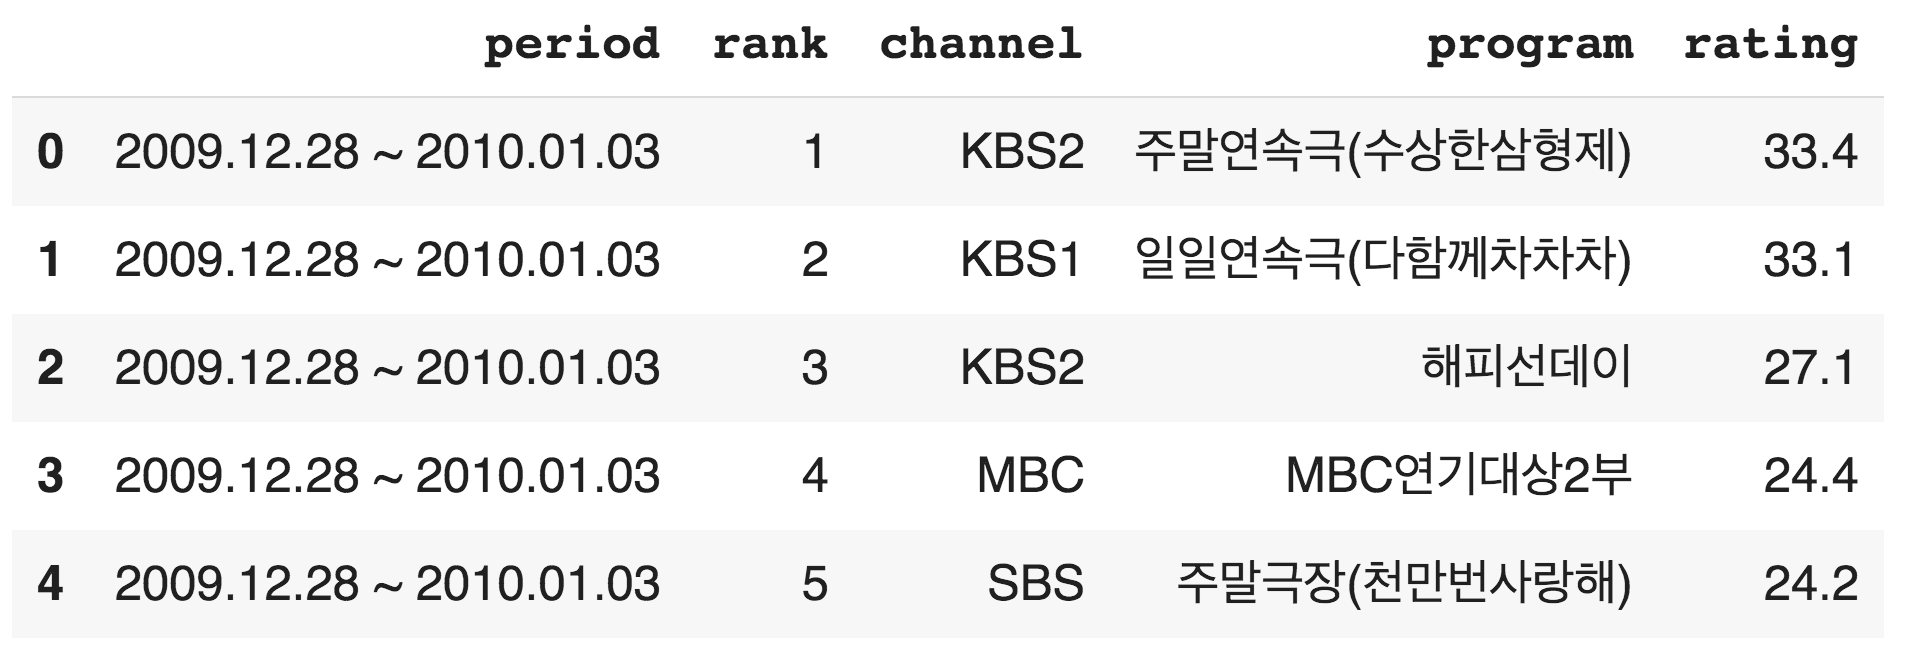 period rank channel program rating
0 2009.12.28 ~ 2010.01.03 1 KBS2 주말연속극(수상한삼형제) 33.4
1 2009.12.28 ~ 2010.01.03 2 KBS1 일일연속극(다함께차차차) 33.1
2 2009.12.28 ~ 2010.01.03 3 KBS2 해피선데이 27.1
3 2009.12.28 ~ 2010.01.03 4 MBC MBC연기대상2부 24.4
4 2009.12.28 ~ 2010.01.03 5 SBS 주말극장(천만번사랑해) 24.2